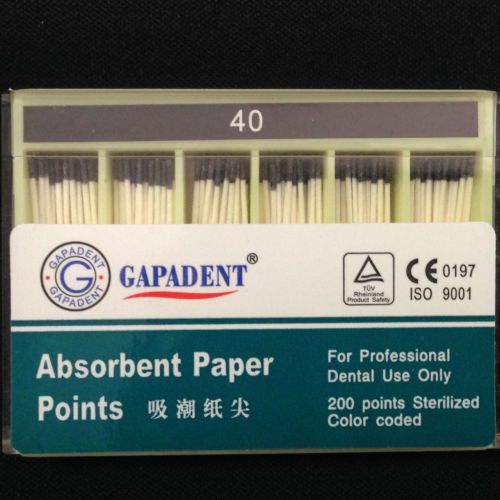 40
GAPADENT
G
GAPADENT
GAPADENT®
TÜV
Rheinland
Product Safety
CE 0197
ISO 9001
Absorbent Paper
Points 吸潮纸尖
For Professional
Dental Use Only
200 points Sterilized
Color coded